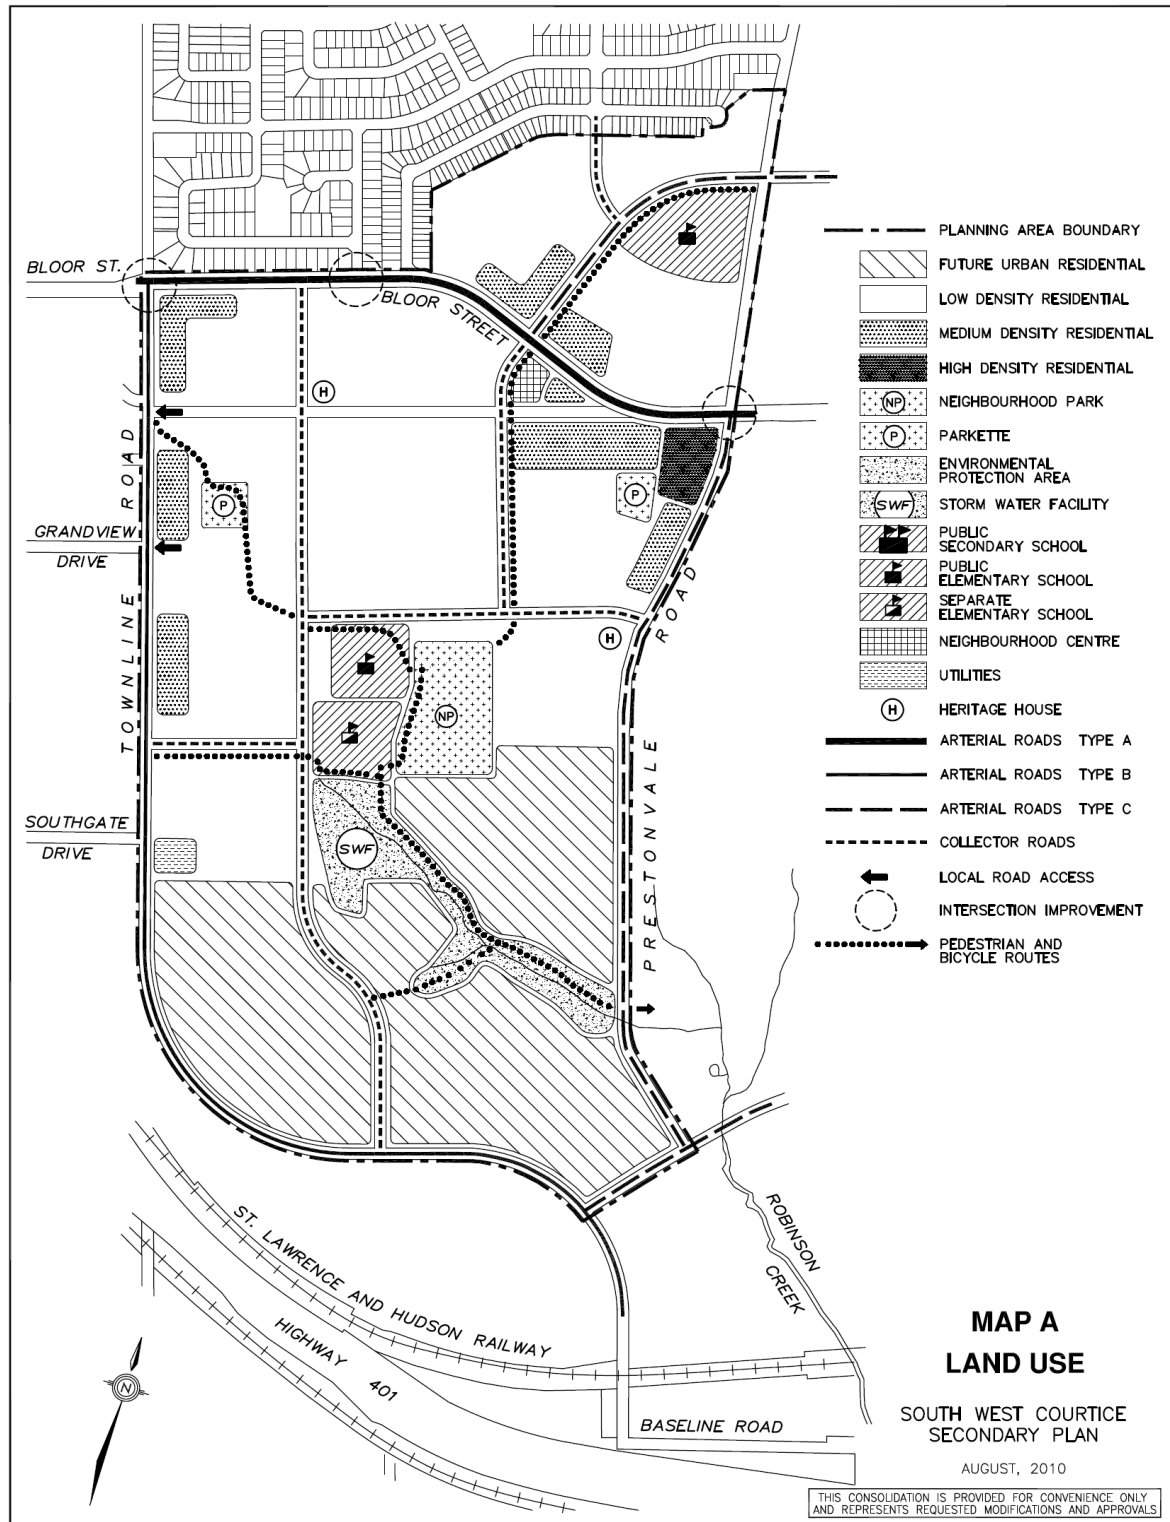 BLOOR ST.
BLOOR STREET
H
TOWNLINE ROAD
P
P
GRANDVIEW
DRIVE
H
NP
PRESTONVALE ROAD
SOUTHGATE
DRIVE
SWF
PLANNING AREA BOUNDARY
FUTURE URBAN RESIDENTIAL
LOW DENSITY RESIDENTIAL
MEDIUM DENSITY RESIDENTIAL
HIGH DENSITY RESIDENTIAL
NP NEIGHBOURHOOD PARK
P PARKETTE
ENVIRONMENTAL
PROTECTION AREA
SWF STORM WATER FACILITY
PUBLIC
SECONDARY SCHOOL
PUBLIC
ELEMENTARY SCHOOL
SEPARATE
ELEMENTARY SCHOOL
NEIGHBOURHOOD CENTRE
UTILITIES
H HERITAGE HOUSE
ARTERIAL ROADS TYPE A
ARTERIAL ROADS TYPE B
ARTERIAL ROADS TYPE C
COLLECTOR ROADS
LOCAL ROAD ACCESS
INTERSECTION IMPROVEMENT
PEDESTRIAN AND
BICYCLE ROUTES
ST. LAWRENCE AND HUDSON RAILWAY
HIGHWAY 401
ROBINSON
CREEK
BASELINE ROAD
N
MAP A
LAND USE
SOUTH WEST COURTICE
SECONDARY PLAN
AUGUST, 2010
THIS CONSOLIDATION IS PROVIDED FOR CONVENIENCE ONLY
AND REPRESENTS REQUESTED MODIFICATIONS AND APPROVALS